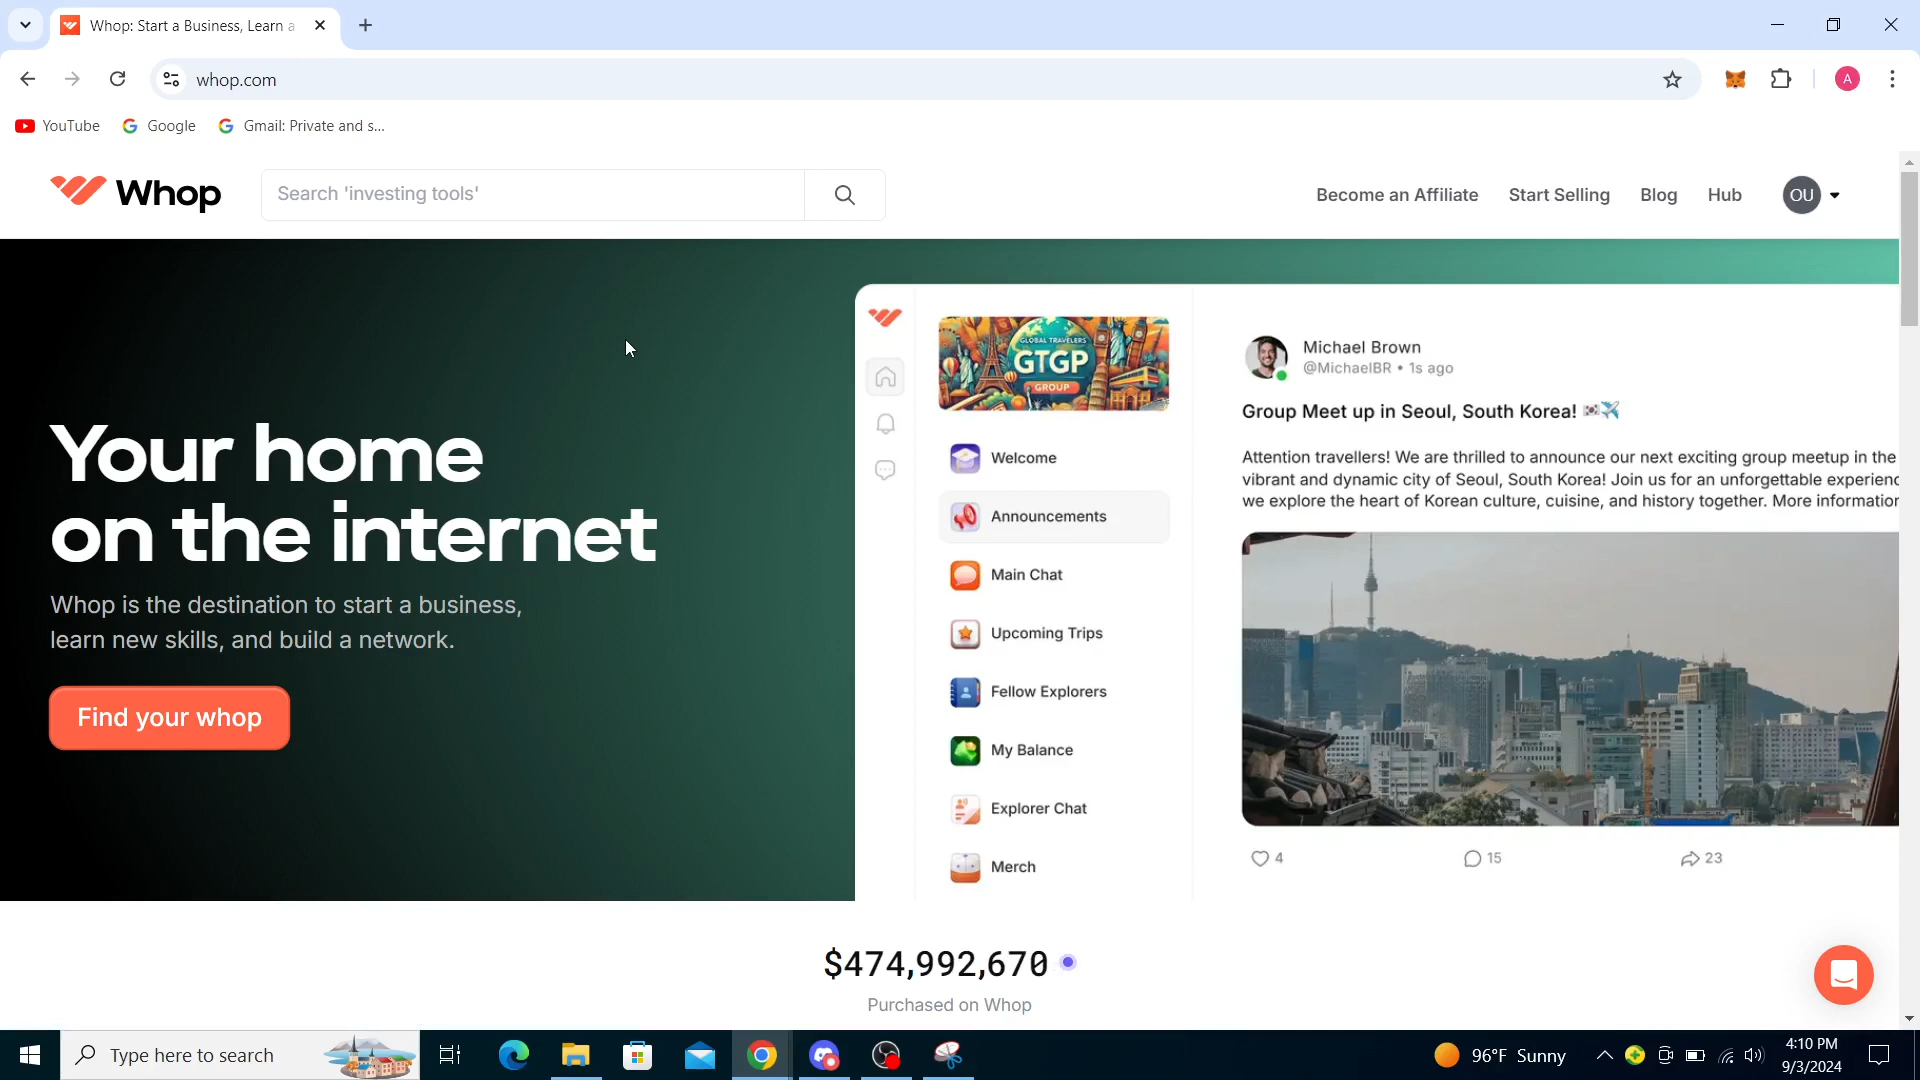 Whop: Start a Business, Learn a
whop.com
A
YouTube
Google
Gmail: Private and s...
Whop
Search 'investing tools'
Become an Affiliate
Start Selling
Blog
Hub
OU
Your home
on the internet
Whop is the destination to start a business,
learn new skills, and build a network.
Find your whop
GLOBAL TRAVELERS
GTGP
GROUP
Welcome
Announcements
Main Chat
Upcoming Trips
Fellow Explorers
My Balance
Explorer Chat
Merch
Michael Brown
@MichaelBR • 1s ago
Group Meet up in Seoul, South Korea! 🇰🇷✈️
Attention travellers! We are thrilled to announce our next exciting group meetup in the
vibrant and dynamic city of Seoul, South Korea! Join us for an unforgettable experienc
we explore the heart of Korean culture, cuisine, and history together. More information
4
15
23
$474,992,670
Purchased on Whop
Type here to search
96°F Sunny
4:10 PM
9/3/2024